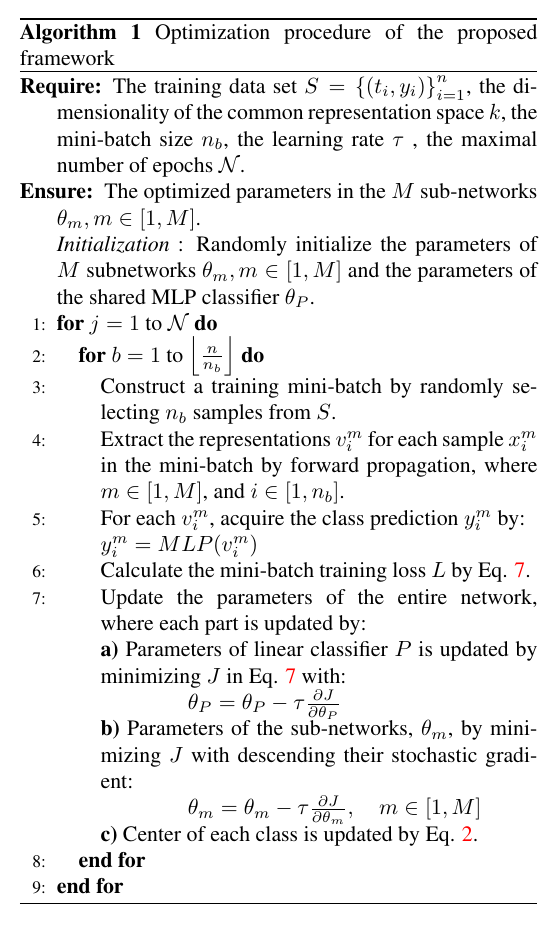 Algorithm 1 Optimization procedure of the proposed
framework
Require: The training data set $S = \{(t_i, y_i)\}_{i=1}^{n}$, the di-
mensionality of the common representation space $k$, the
mini-batch size $n_b$, the learning rate $\tau$ , the maximal
number of epochs $\mathcal{N}$.
Ensure: The optimized parameters in the $M$ sub-networks
$\theta_m, m \in [1, M]$.
Initialization : Randomly initialize the parameters of
$M$ subnetworks $\theta_m, m \in [1, M]$ and the parameters of
the shared MLP classifier $\theta_P$.
1: for $j = 1$ to $\mathcal{N}$ do
2: for $b = 1$ to $\left\lfloor \frac{n}{n_b} \right\rfloor$ do
3: Construct a training mini-batch by randomly se-
lecting $n_b$ samples from $S$.
4: Extract the representations $v_i^m$ for each sample $x_i^m$
in the mini-batch by forward propagation, where
$m \in [1, M]$, and $i \in [1, n_b]$.
5: For each $v_i^m$, acquire the class prediction $y_i^m$ by:
$y_i^m = MLP(v_i^m)$
6: Calculate the mini-batch training loss $L$ by Eq. 7.
7: Update the parameters of the entire network,
where each part is updated by:
a) Parameters of linear classifier $P$ is updated by
minimizing $J$ in Eq. 7 with:
$\theta_P = \theta_P - \tau \frac{\partial J}{\partial \theta_P}$
b) Parameters of the sub-networks, $\theta_m$, by mini-
mizing $J$ with descending their stochastic gradi-
ent:
$\theta_m = \theta_m - \tau \frac{\partial J}{\partial \theta_m}, \quad m \in [1, M]$
c) Center of each class is updated by Eq. 2.
8: end for
9: end for